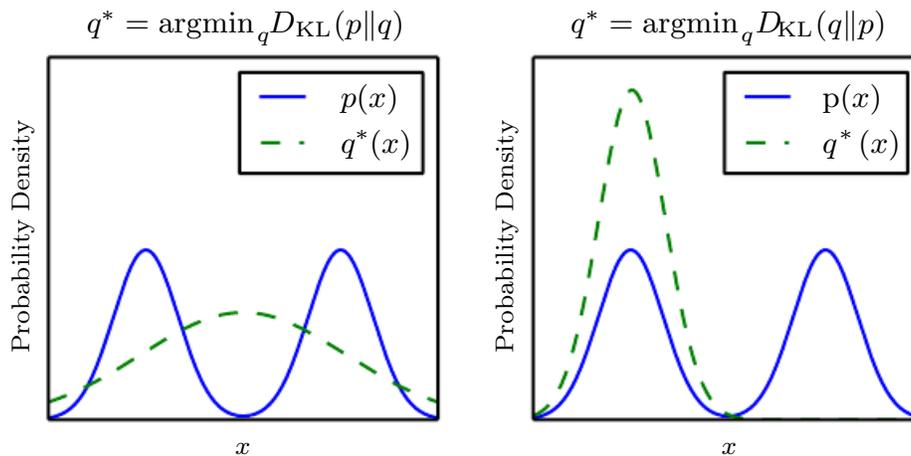 q* = argmin_q D_KL(p‖q)
Probability Density
p(x)
q*(x)
x
q* = argmin_q D_KL(q‖p)
Probability Density
p(x)
q*(x)
x